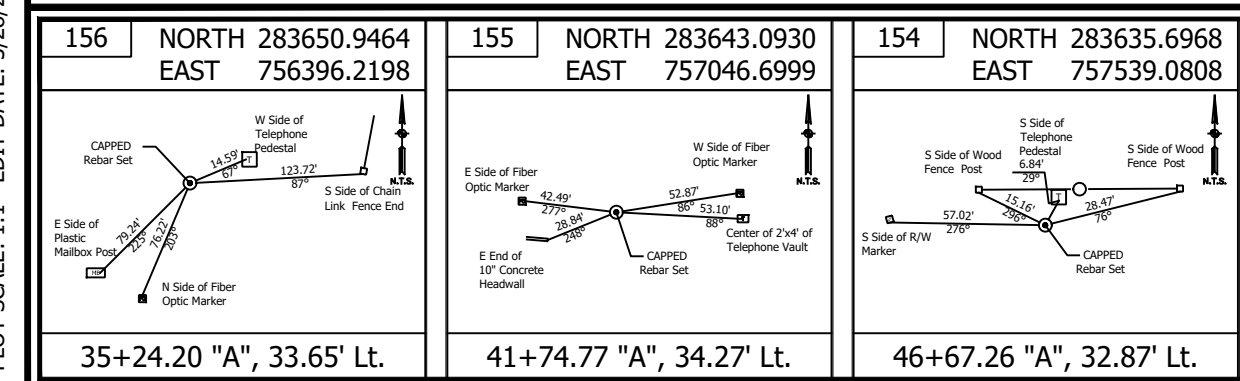 PLOT SCALE: 1:1 EDIT DATE:
156
NORTH 283650.9464
EAST 756396.2198
W Side of
Telephone
Pedestal
CAPPED
Rebar Set
14.59'
67°
123.72'
87°
N.T.S.
S Side of Chain
Link Fence End
E Side of
Plastic
Mailbox Post
79.24'
225°
76.22'
203°
MB
T
N Side of Fiber
Optic Marker
35+24.20 "A", 33.65' Lt.
155
NORTH 283643.0930
EAST 757046.6999
W Side of Fiber
Optic Marker
E Side of Fiber
Optic Marker
N.T.S.
42.49'
277°
52.87'
86°
28.84'
248°
53.10'
88°
Center of 2'x4' of
Telephone Vault
E End of
10" Concrete
Headwall
CAPPED
Rebar Set
41+74.77 "A", 34.27' Lt.
154
NORTH 283635.6968
EAST 757539.0808
S Side of
Telephone
Pedestal
6.84'
29°
S Side of Wood
Fence Post
S Side of Wood
Fence Post
N.T.S.
T
15.16'
296°
28.47'
76°
57.02'
276°
S Side of R/W
Marker
CAPPED
Rebar Set
46+67.26 "A", 32.87' Lt.